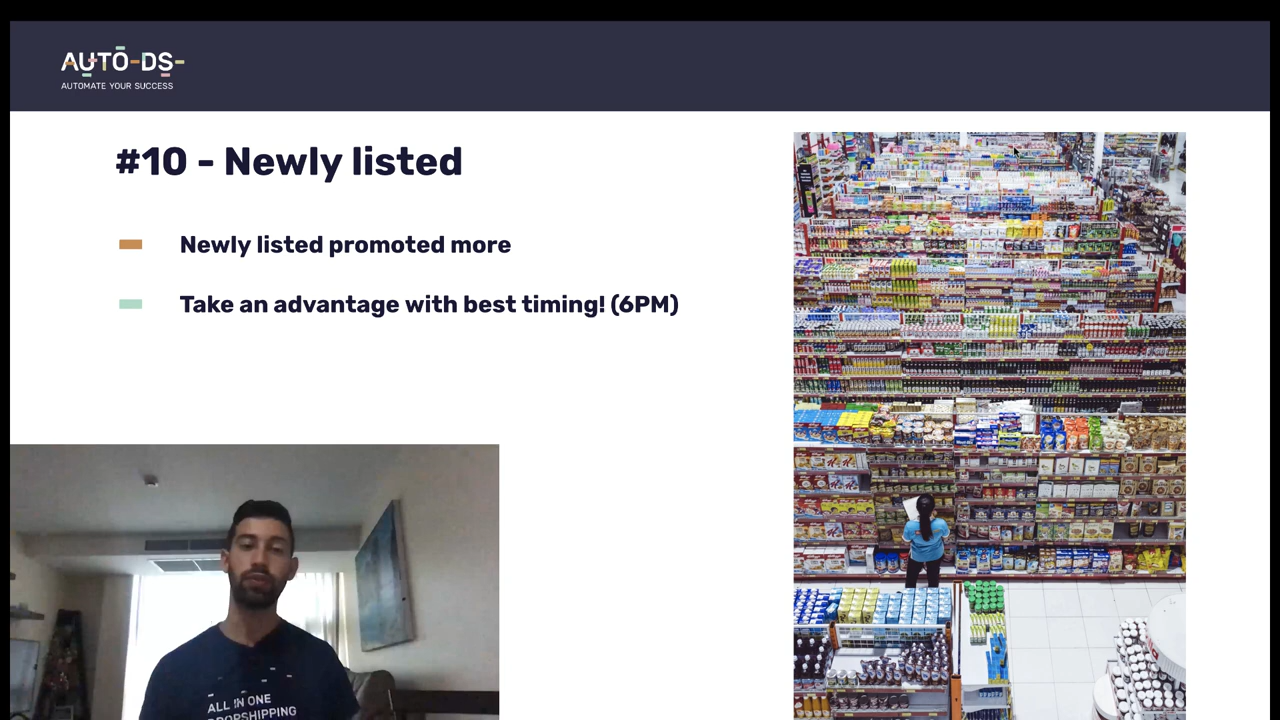 AUTO-DS-
AUTOMATE YOUR SUCCESS
#10 - Newly listed
Newly listed promoted more
Take an advantage with best timing! (6PM)
ALL IN ONE
DROPSHIPPING